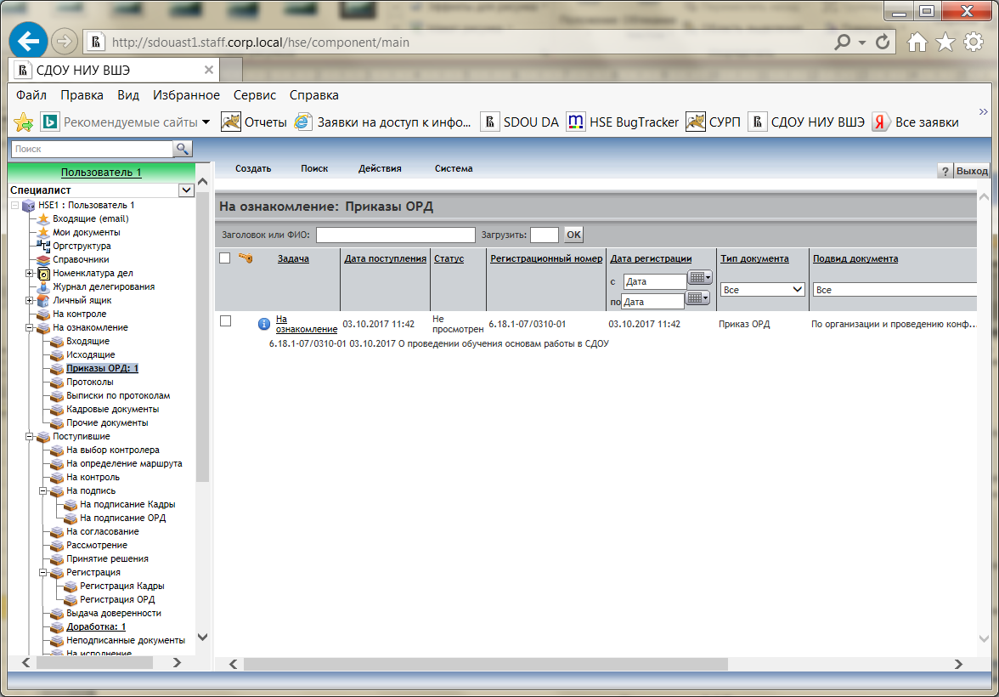 http://sdouast1.staff.corp.local/hse/component/main
СДОУ НИУ ВШЭ
Файл Правка Вид Избранное Сервис Справка
Рекомендуемые сайты Отчеты Заявки на доступ к инфо... SDOU DA HSE BugTracker СУРП СДОУ НИУ ВШЭ Все заявки
Поиск
Пользователь 1
Специалист
HSE1 : Пользователь 1
Входящие (email)
Мои документы
Оргструктура
Справочники
Номенклатура дел
Журнал делегирования
Личный ящик
На контроле
На ознакомление
Входящие
Исходящие
Приказы ОРД: 1
Протоколы
Выписки по протоколам
Кадровые документы
Прочие документы
Поступившие
На выбор контролера
На определение маршрута
На контроль
На подпись
На подписание Кадры
На подписание ОРД
На согласование
Рассмотрение
Принятие решения
Регистрация
Регистрация Кадры
Регистрация ОРД
Выдача доверенности
Доработка: 1
Неподписанные документы
На исполнение
Создать Поиск Действия Система
? Выход
На ознакомление: Приказы ОРД
Заголовок или ФИО: Загрузить: OK
Задача Дата поступления Статус Регистрационный номер Дата регистрации Тип документа Подвид документа
с Дата
Все Все
по Дата
На ознакомление 03.10.2017 11:42 Не просмотрен 6.18.1-07/0310-01 03.10.2017 11:42 Приказ ОРД По организации и проведению конф...
6.18.1-07/0310-01 03.10.2017 О проведении обучения основам работы в СДОУ